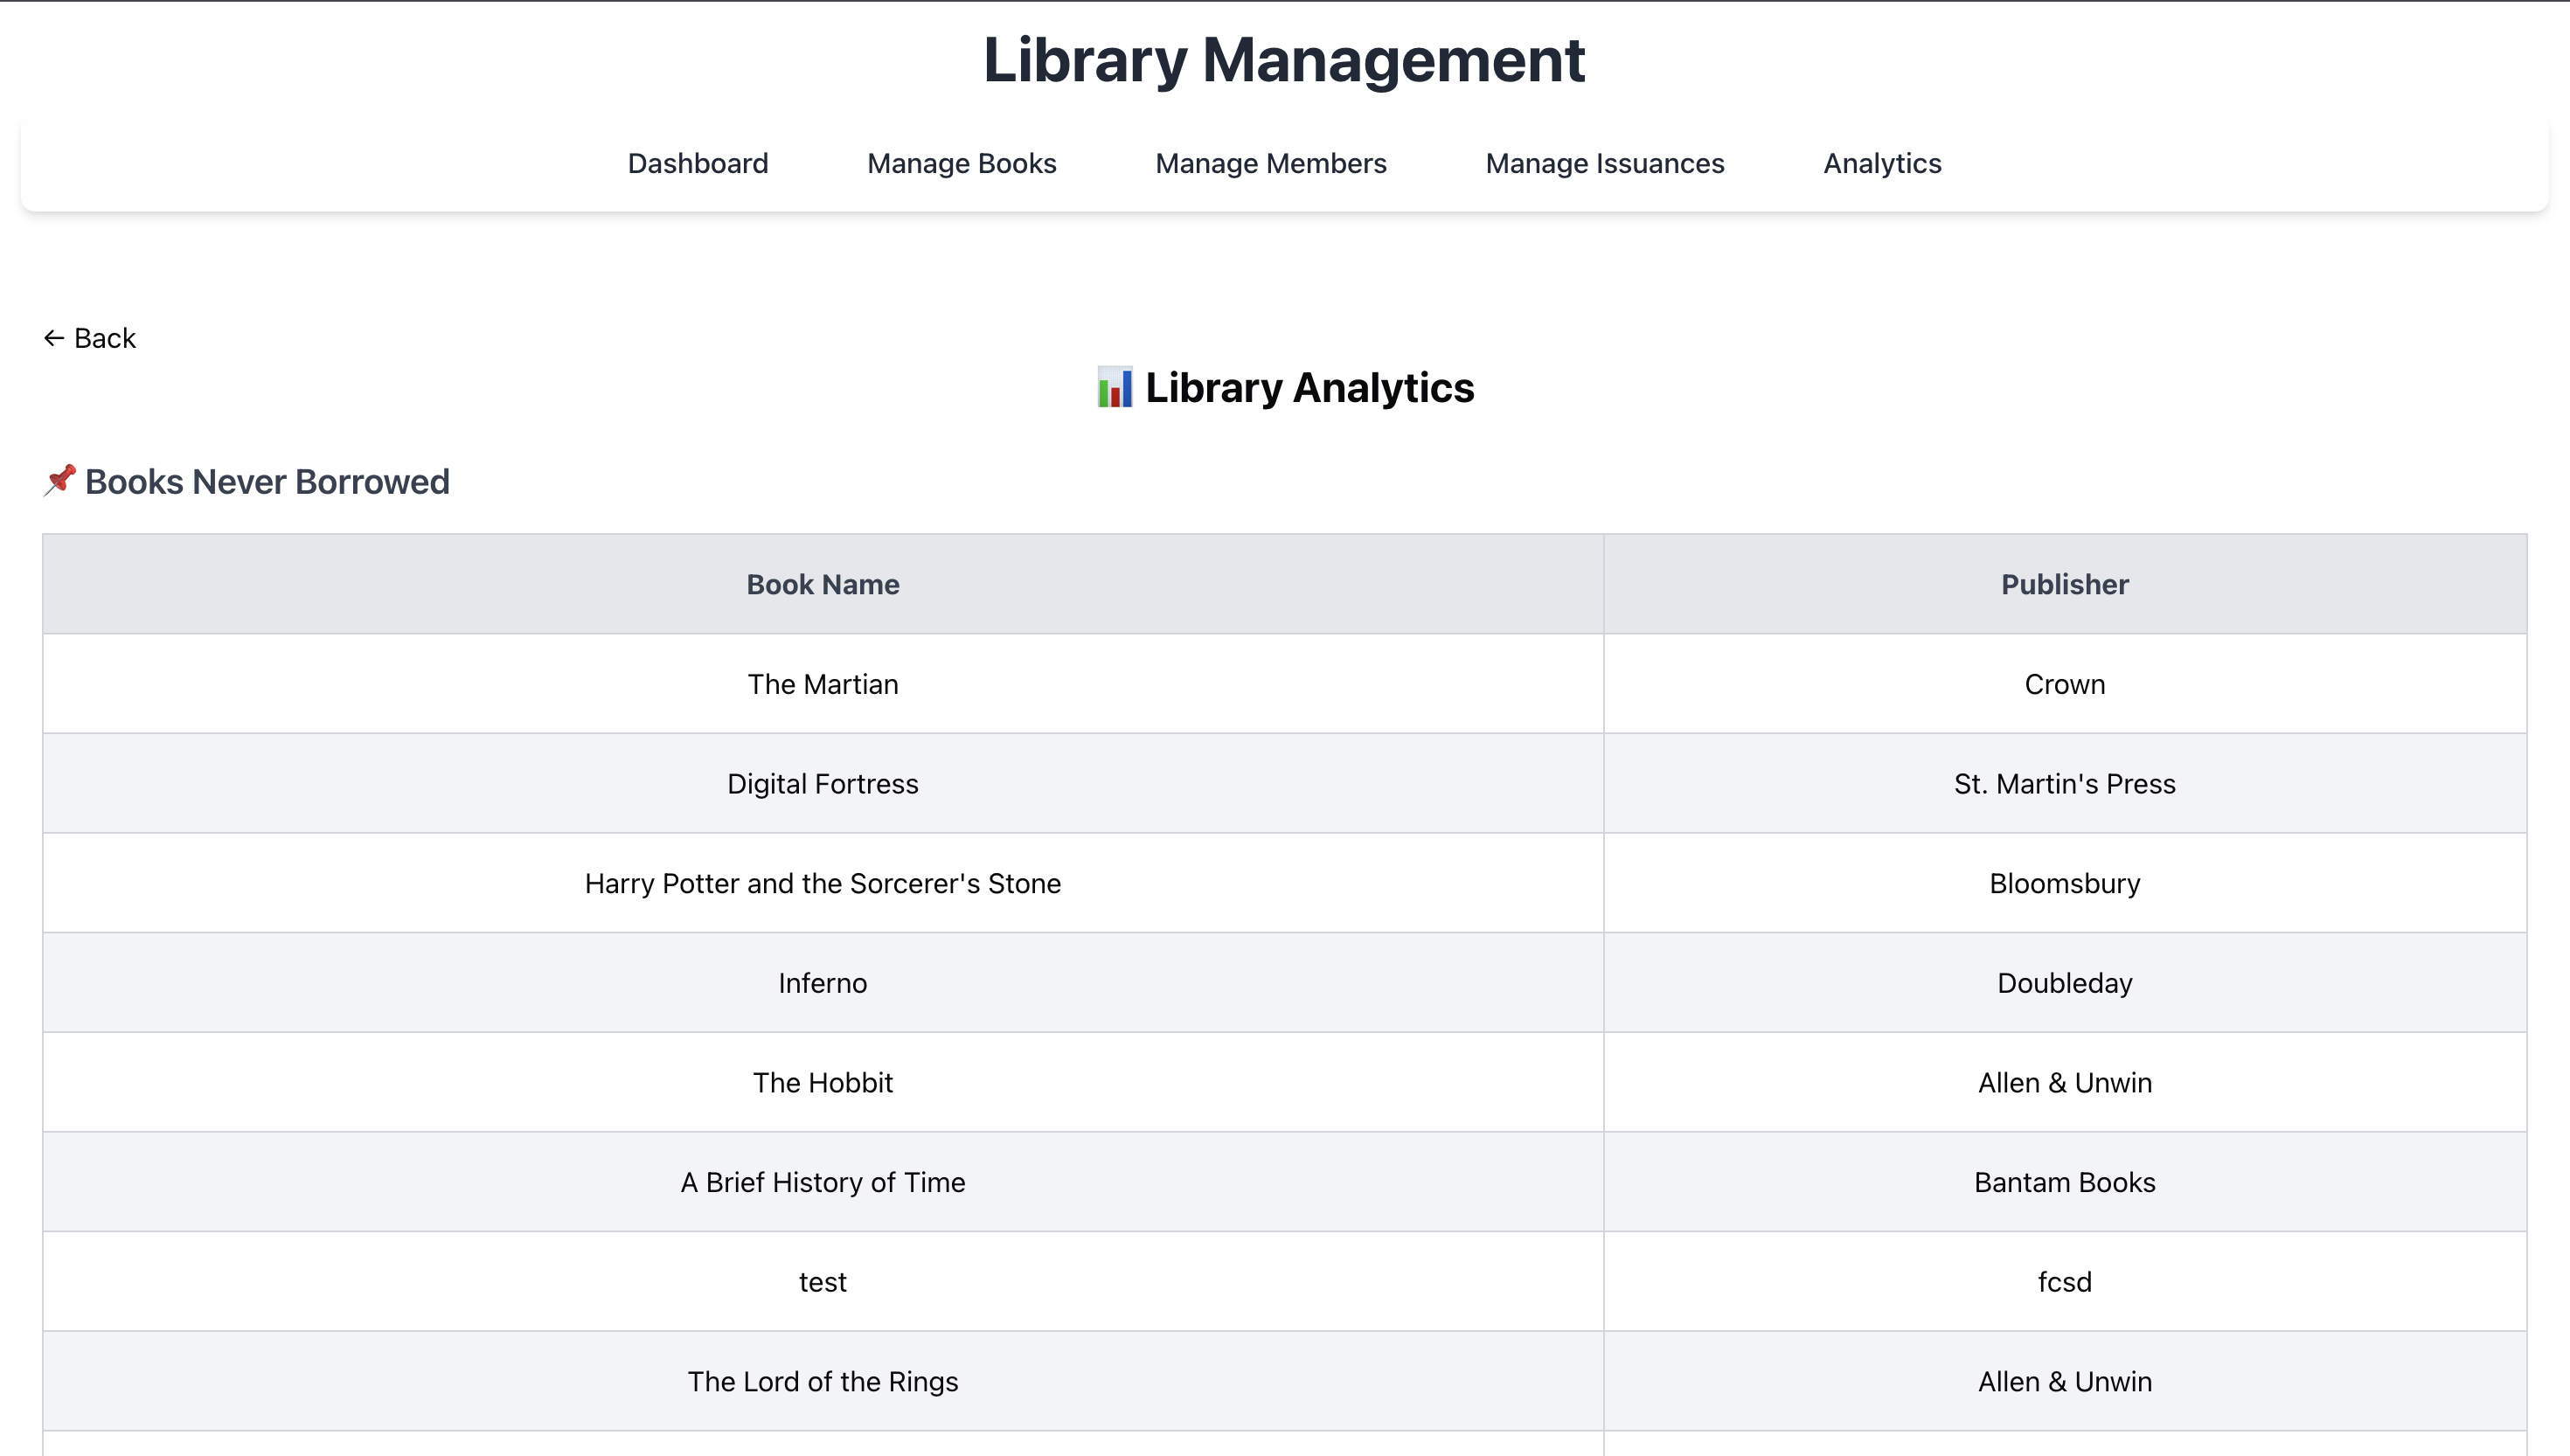 Library Management
Dashboard Manage Books Manage Members Manage Issuances Analytics
← Back
📊 Library Analytics
📌 Books Never Borrowed
Book Name Publisher
The Martian Crown
Digital Fortress St. Martin's Press
Harry Potter and the Sorcerer's Stone Bloomsbury
Inferno Doubleday
The Hobbit Allen & Unwin
A Brief History of Time Bantam Books
test fcsd
The Lord of the Rings Allen & Unwin